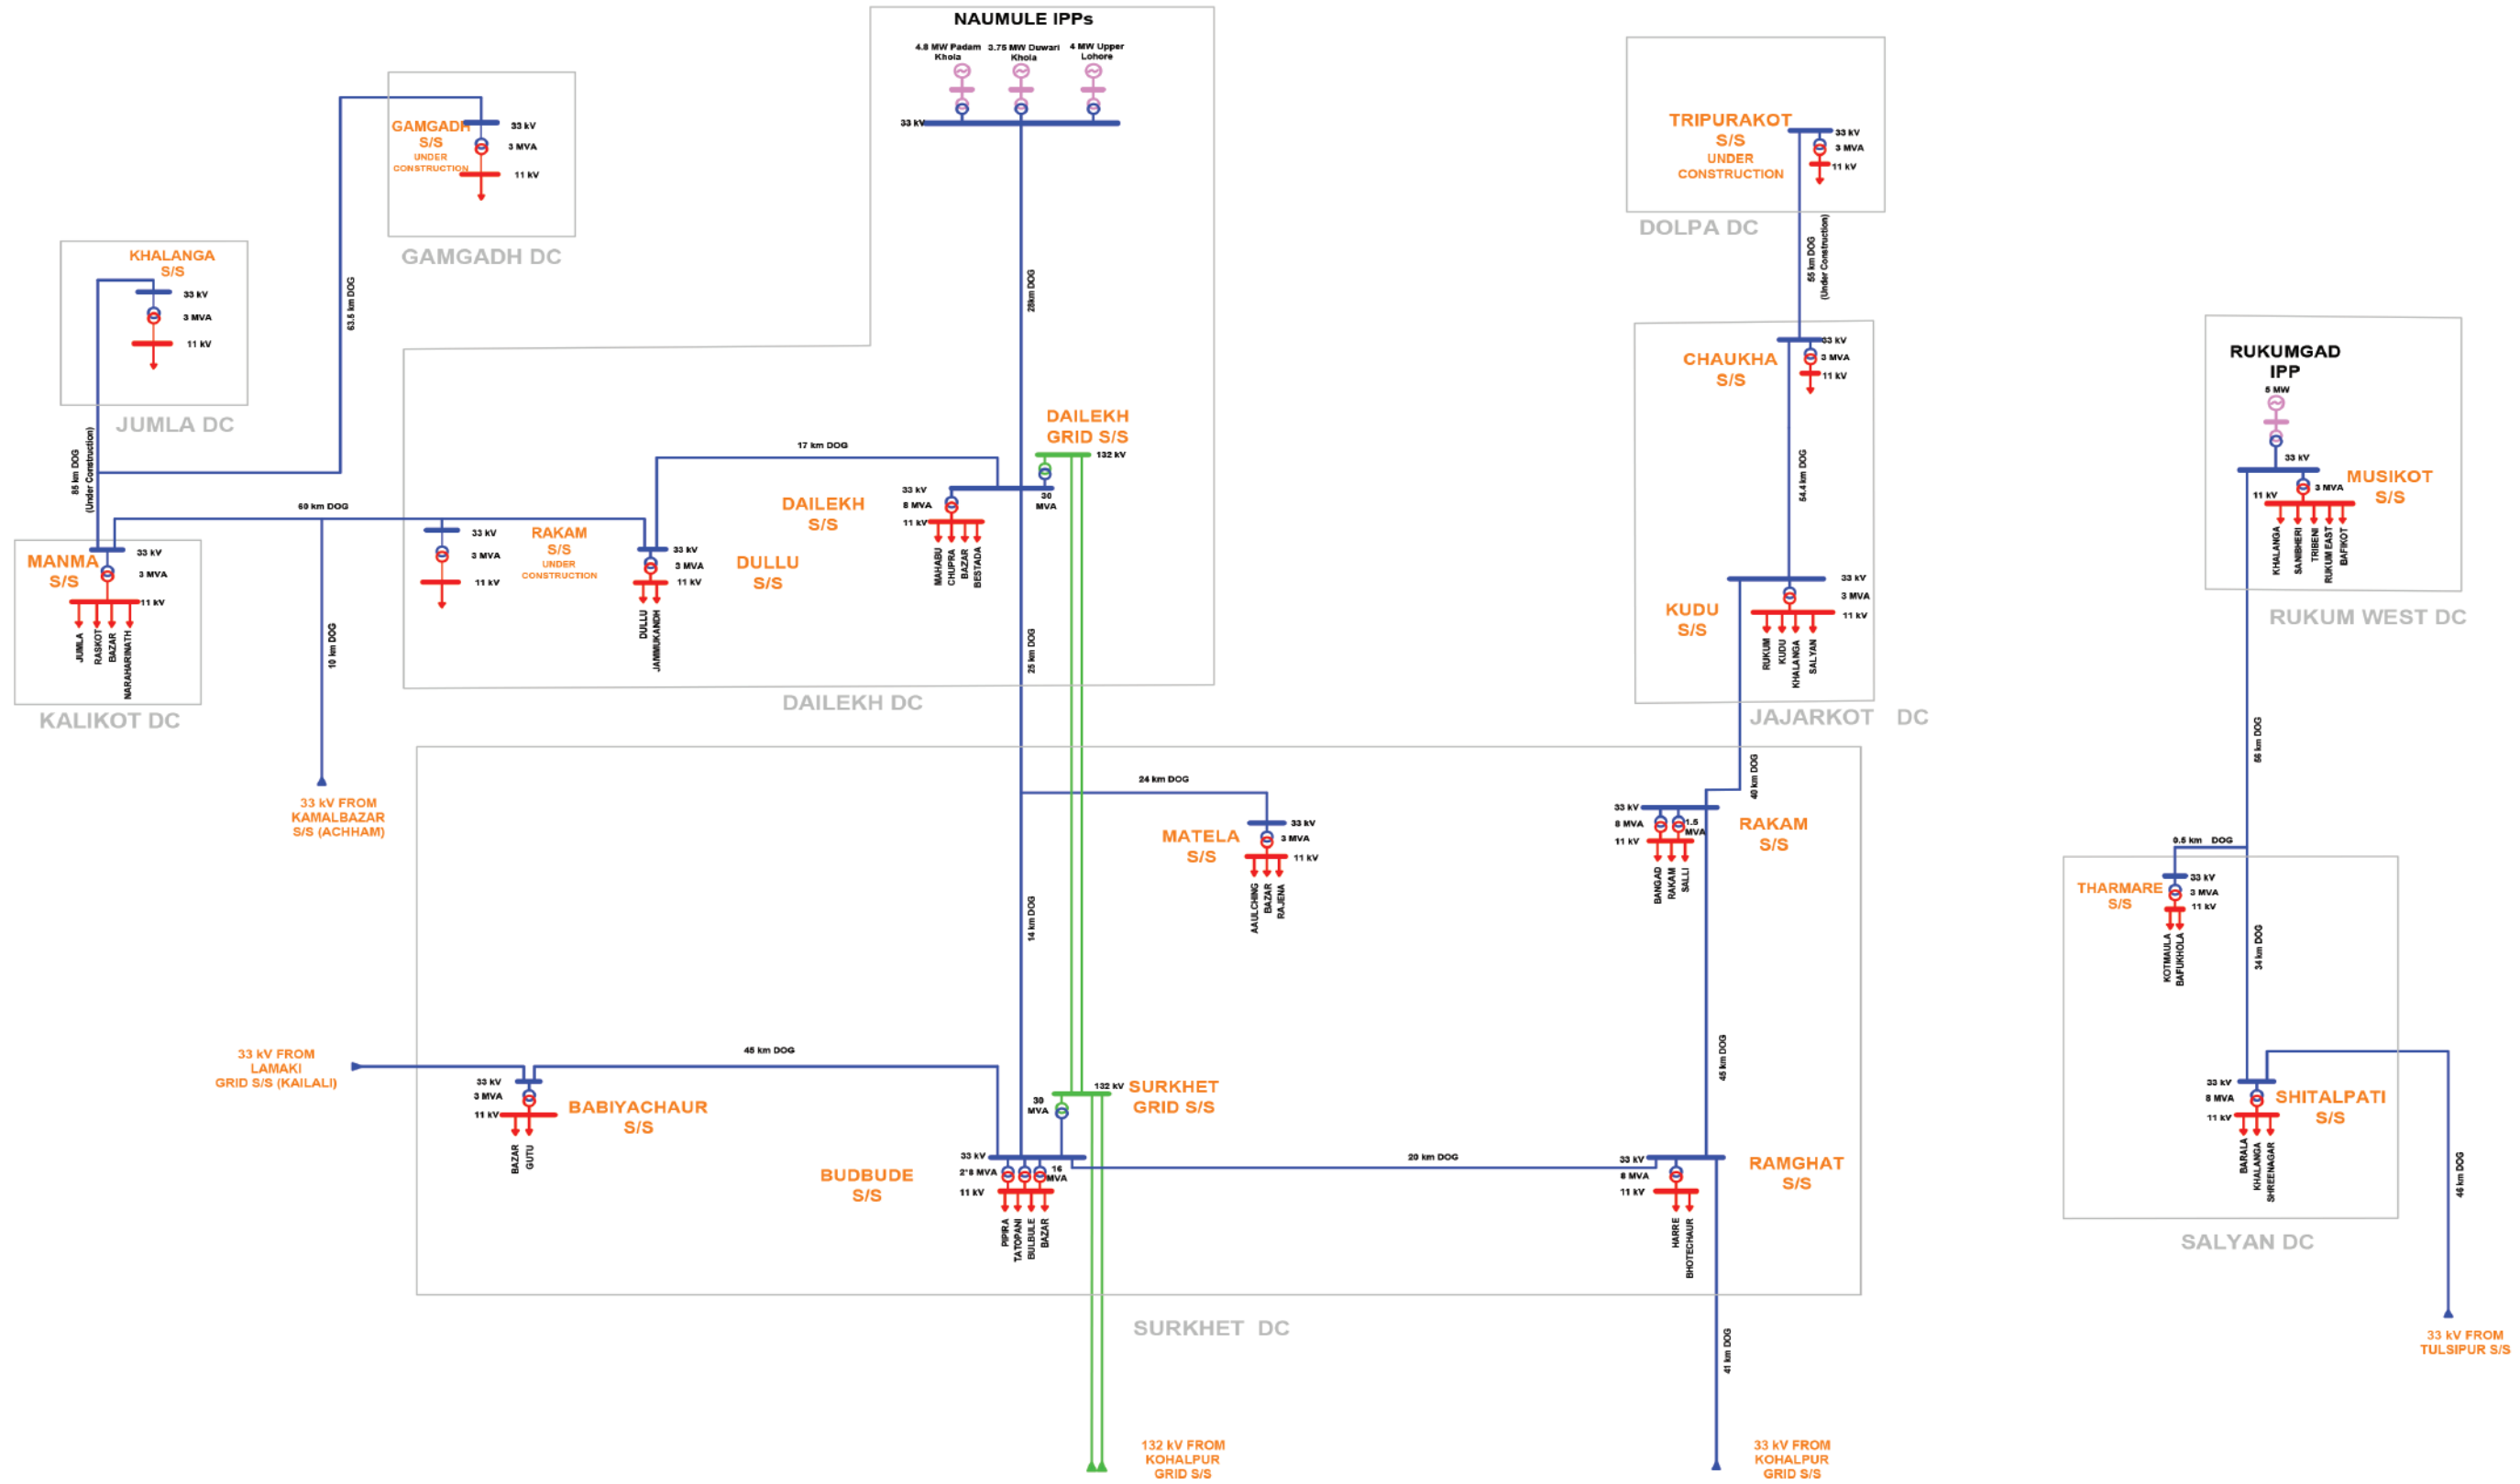 NAUMULE IPPs
4.8 MW Padam
Khola
3.75 MW Duwari
Khola
4 MW Upper
Lohore
33 kV
28km DOG
GAMGADH
S/S
UNDER
CONSTRUCTION
33 kV
3 MVA
11 kV
GAMGADH DC
63.5 km DOG
KHALANGA
S/S
33 kV
3 MVA
11 kV
JUMLA DC
85 km DOG
(Under Construction)
60 km DOG
MANMA
S/S
33 kV
3 MVA
11 kV
JUMLA
RASKOT
BAZAR
NARAHARINATH
KALIKOT DC
10 km DOG
33 kV FROM
KAMALBAZAR
S/S (ACHHAM)
33 kV
3 MVA
11 kV
RAKAM
S/S
UNDER
CONSTRUCTION
17 km DOG
33 kV
3 MVA
11 kV
DULLU
S/S
DULLU
JAMMUKANDH
DAILEKH
S/S
33 kV
8 MVA
11 kV
MAHABU
CHUPRA
BAZAR
BESTADA
DAILEKH
GRID S/S
132 kV
30
MVA
25 km DOG
DAILEKH DC
TRIPURAKOT
S/S
UNDER
CONSTRUCTION
33 kV
3 MVA
11 kV
DOLPA DC
55 km DOG
(Under Construction)
CHAUKHA
S/S
33 kV
3 MVA
11 kV
54.4 km DOG
KUDU
S/S
33 kV
3 MVA
11 kV
RUKUM
KUDU
KHALANGA
SALYAN
JAJARKOT DC
40 km DOG
RUKUMGAD
IPP
5 MW
33 kV
MUSIKOT
S/S
3 MVA
11 kV
KHALANGA
SANIBHERI
TRIBENI
RUKUM EAST
BAFIKOT
RUKUM WEST DC
56 km DOG
24 km DOG
MATELA
S/S
33 kV
3 MVA
11 kV
AAULCHING
BAZAR
RAJENA
33 kV
8 MVA
1.5
MVA
11 kV
RAKAM
S/S
BANGAD
RAKAM
SALLI
14 km DOG
45 km DOG
33 kV FROM
LAMAKI
GRID S/S (KAILALI)
45 km DOG
33 kV
3 MVA
11 kV
BABIYACHAUR
S/S
BAZAR
GUTU
132 kV
SURKHET
GRID S/S
30
MVA
BUDBUDE
S/S
33 kV
2*8 MVA
16
MVA
11 kV
PIPIRA
TATOPANI
BULBULE
BAZAR
20 km DOG
33 kV
8 MVA
11 kV
RAMGHAT
S/S
HARRE
BHOTECHAUR
SURKHET DC
41 km DOG
132 kV FROM
KOHALPUR
GRID S/S
33 kV FROM
KOHALPUR
GRID S/S
0.5 km DOG
THARMARE
S/S
33 kV
3 MVA
11 kV
KOTMAULA
BAFUKHOLA
34 km DOG
33 kV
8 MVA
11 kV
SHITALPATI
S/S
BARALA
KHALANGA
SHREENAGAR
SALYAN DC
46 km DOG
33 kV FROM
TULSIPUR S/S